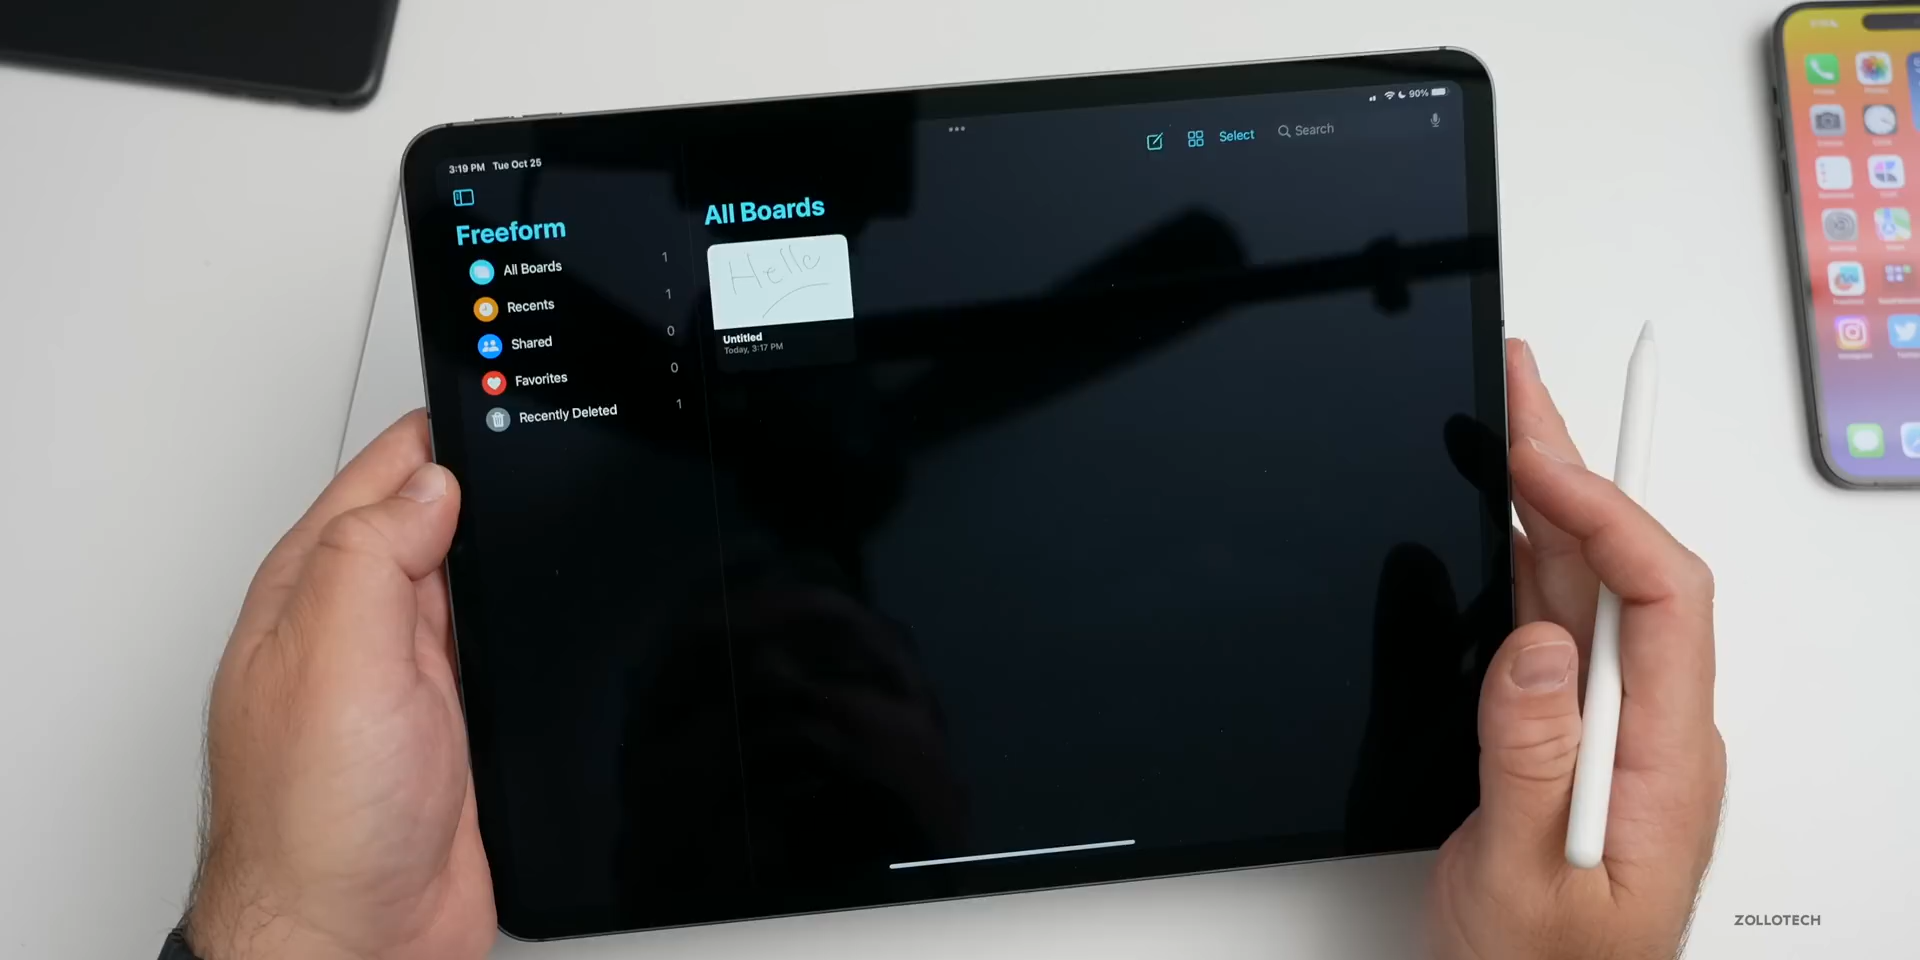 3:19 PM Tue Oct 25
90%
Select
Search
Freeform
All Boards 1
Recents 1
Shared 0
Favorites 0
Recently Deleted 1
All Boards
Hello
Untitled
Today, 3:17 PM
ZOLLOTECH